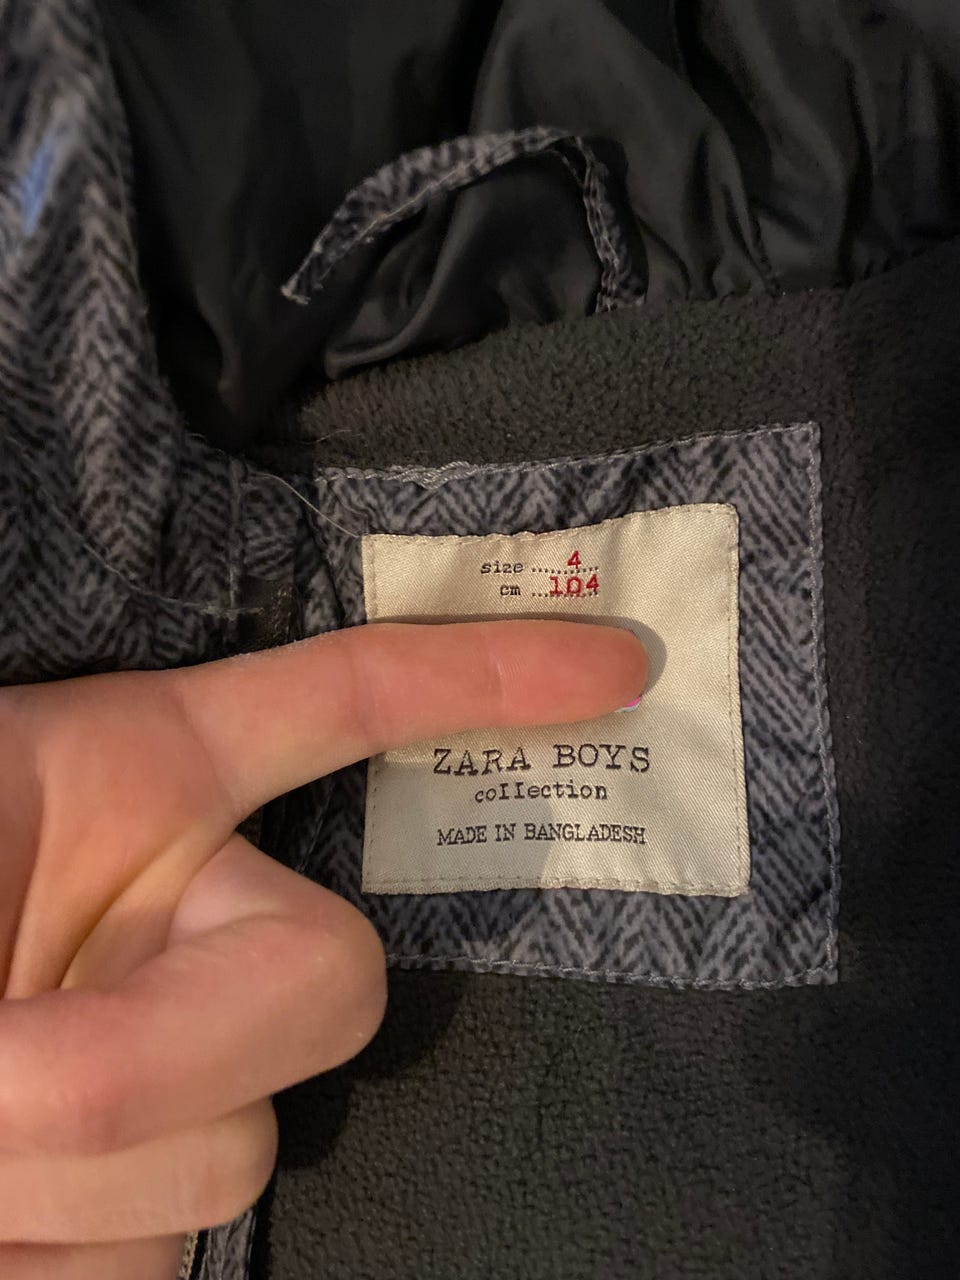 size ......4...
cm ...104
ZARA BOYS
collection
MADE IN BANGLADESH